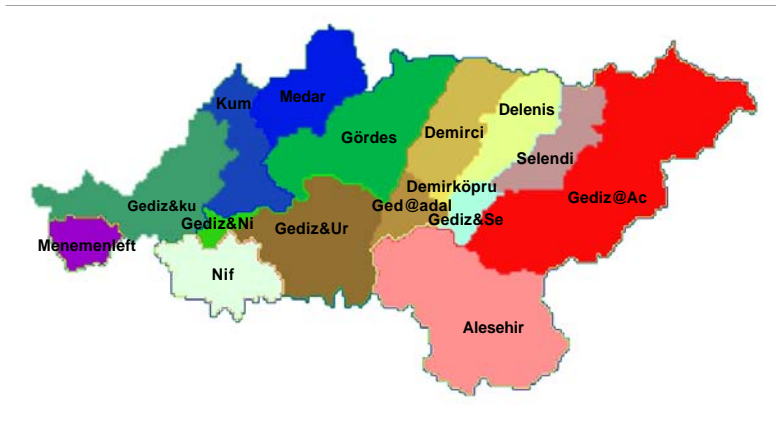 Medar
Kum
Delenis
Gördes
Demirci
Selendi
Demirköpru
Gediz@Ac
Gediz&ku
Ged@adal
Gediz&Se
Gediz&Ni
Gediz&Ur
Menemenleft
Nif
Alesehir